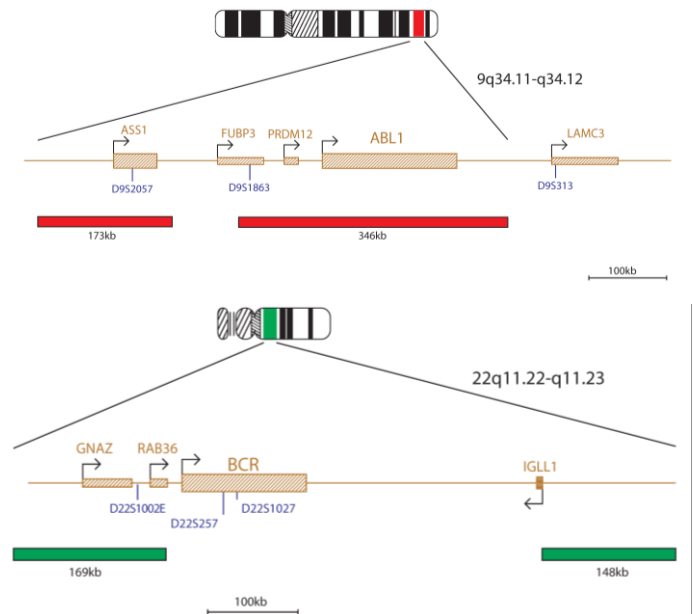 9q34.11-q34.12
ASS1
FUBP3
PRDM12
ABL1
LAMC3
D9S2057
D9S1863
D9S313
173kb
346kb
100kb
22q11.22-q11.23
GNAZ
RAB36
BCR
IGLL1
D22S1002E
D22S1027
D22S257
169kb
148kb
100kb